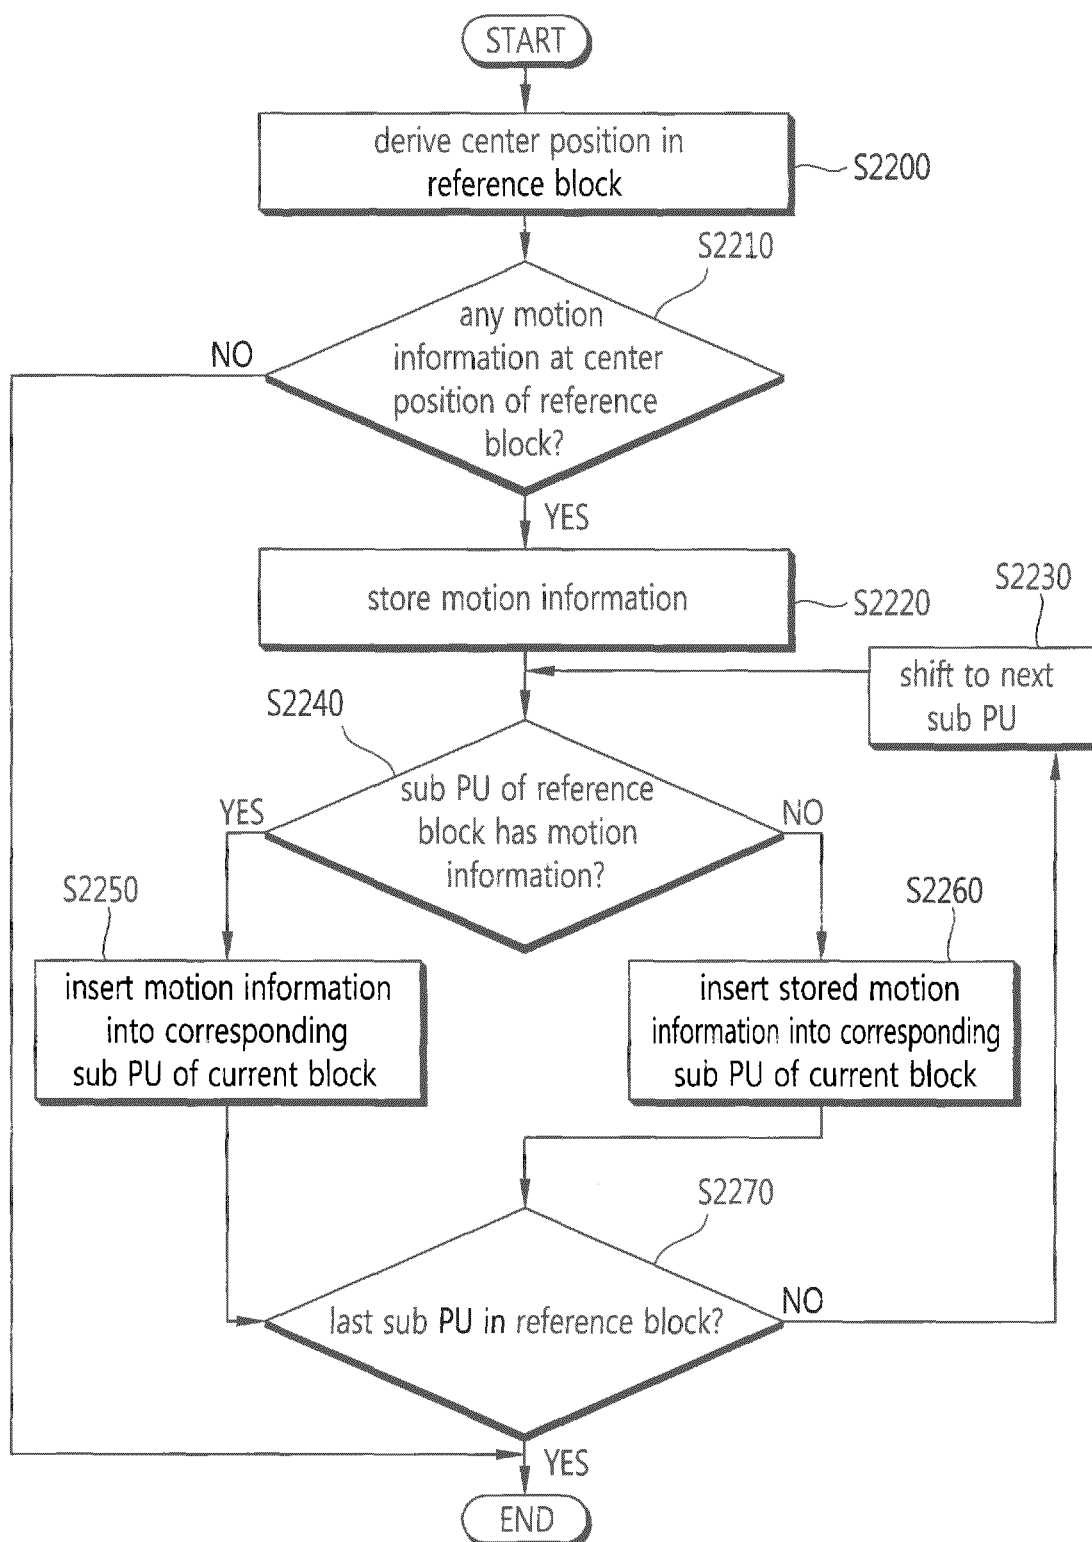 START
derive center position in
reference block
S2200
S2210
any motion
information at center
position of reference
block?
NO
YES
store motion information
S2220
S2230
shift to next
sub PU
S2240
sub PU of reference
block has motion
information?
YES
NO
S2250
insert motion information
into corresponding
sub PU of current block
S2260
insert stored motion
information into corresponding
sub PU of current block
S2270
last sub PU in reference block?
NO
YES
END